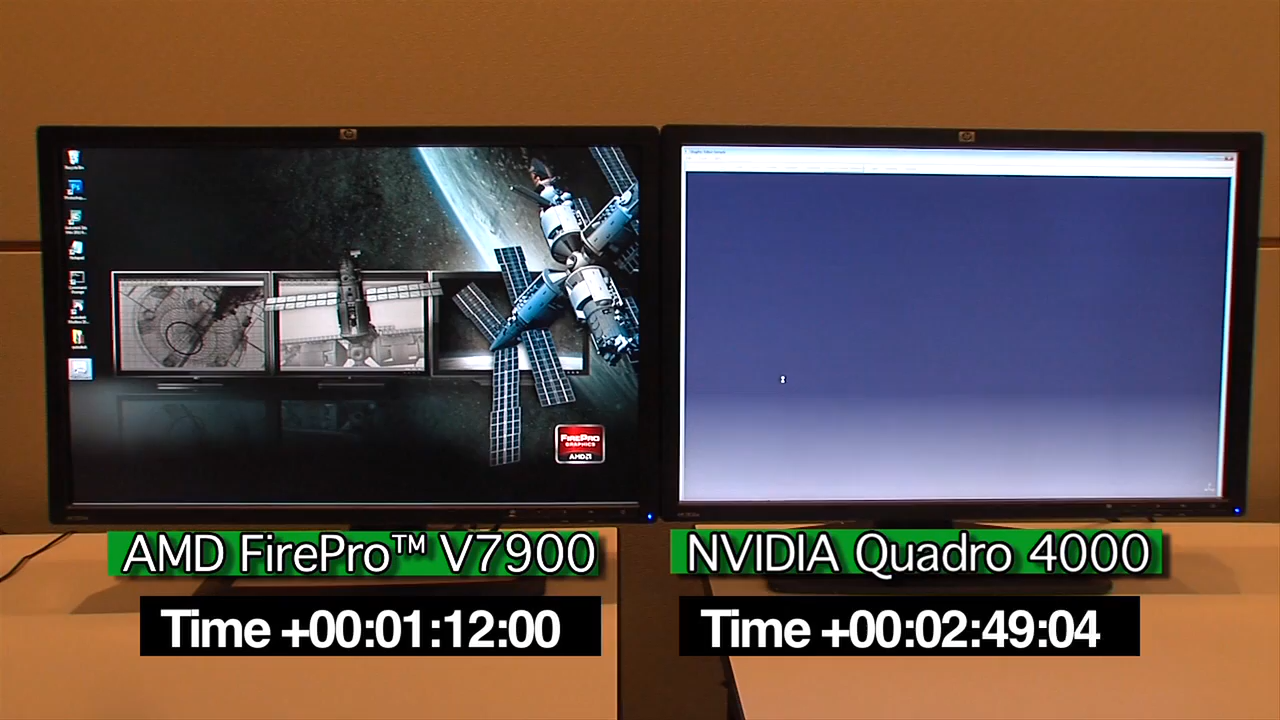 FIREPRO
GRAPHICS
AMD
AMD FirePro™ V7900
NVIDIA Quadro 4000
Time +00:01:12:00
Time +00:02:49:04